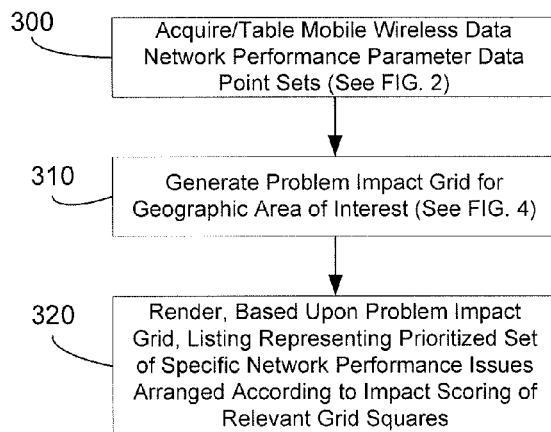 300
Acquire/Table Mobile Wireless Data
Network Performance Parameter Data
Point Sets (See FIG. 2)
310
Generate Problem Impact Grid for
Geographic Area of Interest (See FIG. 4)
320
Render, Based Upon Problem Impact
Grid, Listing Representing Prioritized Set
of Specific Network Performance Issues
Arranged According to Impact Scoring of
Relevant Grid Squares